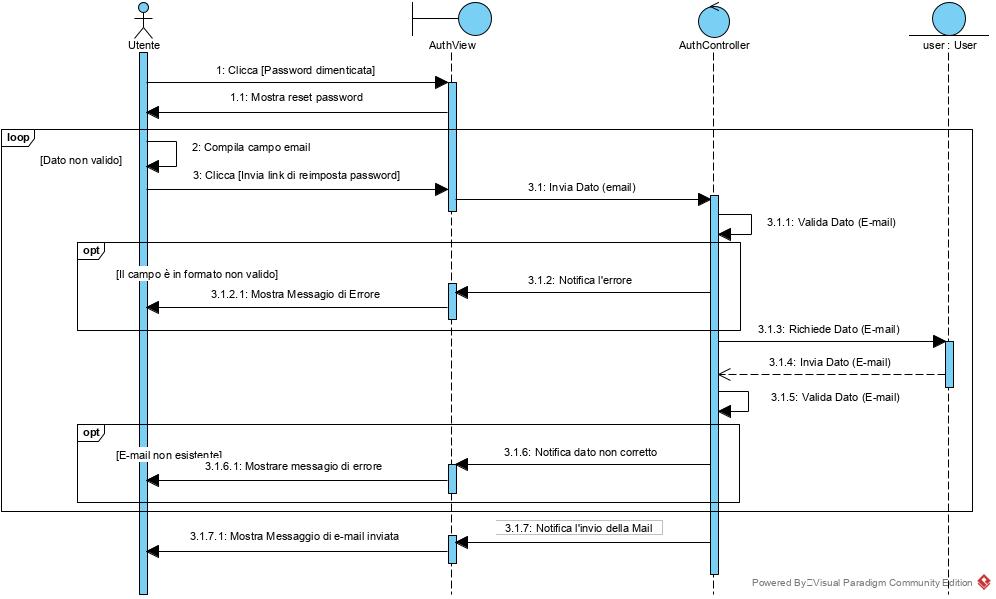 Utente
AuthView
AuthController
user : User
1: Clicca [Password dimenticata]
1.1: Mostra reset password
loop
[Dato non valido]
2: Compila campo email
3: Clicca [Invia link di reimposta password]
3.1: Invia Dato (email)
3.1.1: Valida Dato (E-mail)
opt
[Il campo è in formato non valido]
3.1.2: Notifica l'errore
3.1.2.1: Mostra Messagio di Errore
3.1.3: Richiede Dato (E-mail)
3.1.4: Invia Dato (E-mail)
3.1.5: Valida Dato (E-mail)
opt
[E-mail non esistente]
3.1.6: Notifica dato non corretto
3.1.6.1: Mostrare messagio di errore
3.1.7: Notifica l'invio della Mail
3.1.7.1: Mostra Messaggio di e-mail inviata
Powered By Visual Paradigm Community Edition